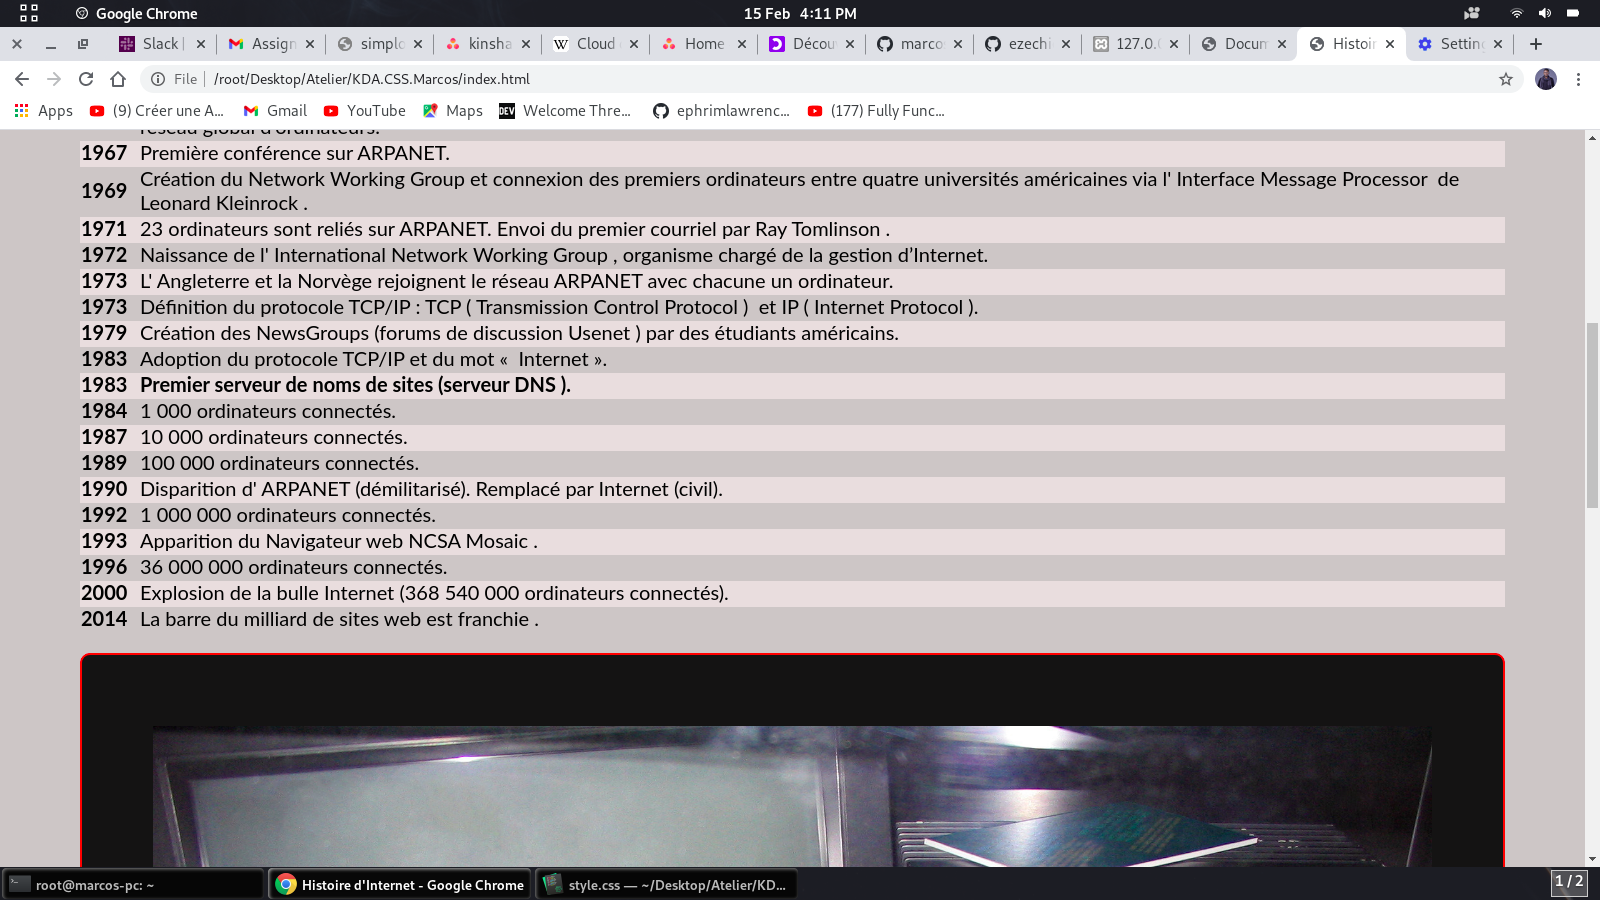 Google Chrome
15 Feb 4:11 PM
Slack
Assign
simplo
kinsha
Cloud
Home
Décou
marco
ezechi
127.0.
Docum
Histoir
Settin
File /root/Desktop/Atelier/KDA.CSS.Marcos/index.html
Apps
(9) Créer une A...
Gmail
YouTube
Maps
DEV Welcome Thre...
ephrimlawrenc...
(177) Fully Func...
réseau global d'ordinateurs.
1967 Première conférence sur ARPANET.
1969 Création du Network Working Group et connexion des premiers ordinateurs entre quatre universités américaines via l' Interface Message Processor de
Leonard Kleinrock .
1971 23 ordinateurs sont reliés sur ARPANET. Envoi du premier courriel par Ray Tomlinson .
1972 Naissance de l' International Network Working Group , organisme chargé de la gestion d’Internet.
1973 L' Angleterre et la Norvège rejoignent le réseau ARPANET avec chacune un ordinateur.
1973 Définition du protocole TCP/IP : TCP ( Transmission Control Protocol ) et IP ( Internet Protocol ).
1979 Création des NewsGroups (forums de discussion Usenet ) par des étudiants américains.
1983 Adoption du protocole TCP/IP et du mot « Internet ».
1983 Premier serveur de noms de sites (serveur DNS ).
1984 1 000 ordinateurs connectés.
1987 10 000 ordinateurs connectés.
1989 100 000 ordinateurs connectés.
1990 Disparition d' ARPANET (démilitarisé). Remplacé par Internet (civil).
1992 1 000 000 ordinateurs connectés.
1993 Apparition du Navigateur web NCSA Mosaic .
1996 36 000 000 ordinateurs connectés.
2000 Explosion de la bulle Internet (368 540 000 ordinateurs connectés).
2014 La barre du milliard de sites web est franchie .
root@marcos-pc: ~
Histoire d'Internet - Google Chrome
style.css — ~/Desktop/Atelier/KD...
1 / 2